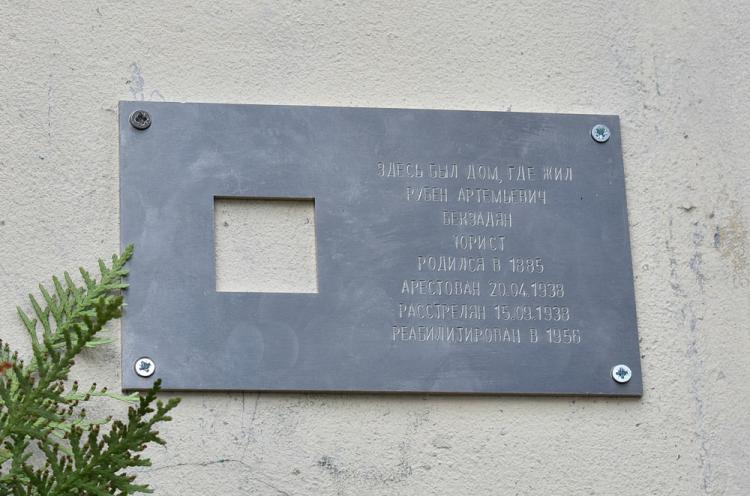 ЗДЕСЬ БЫЛ ДОМ, ГДЕ ЖИЛ
РУБЕН АРТЕМЬЕВИЧ
БЕКЗАДЯН
ЮРИСТ
РОДИЛСЯ В 1885
АРЕСТОВАН 20.04.1938
РАССТРЕЛЯН 15.09.1938
РЕАБИЛИТИРОВАН В 1956